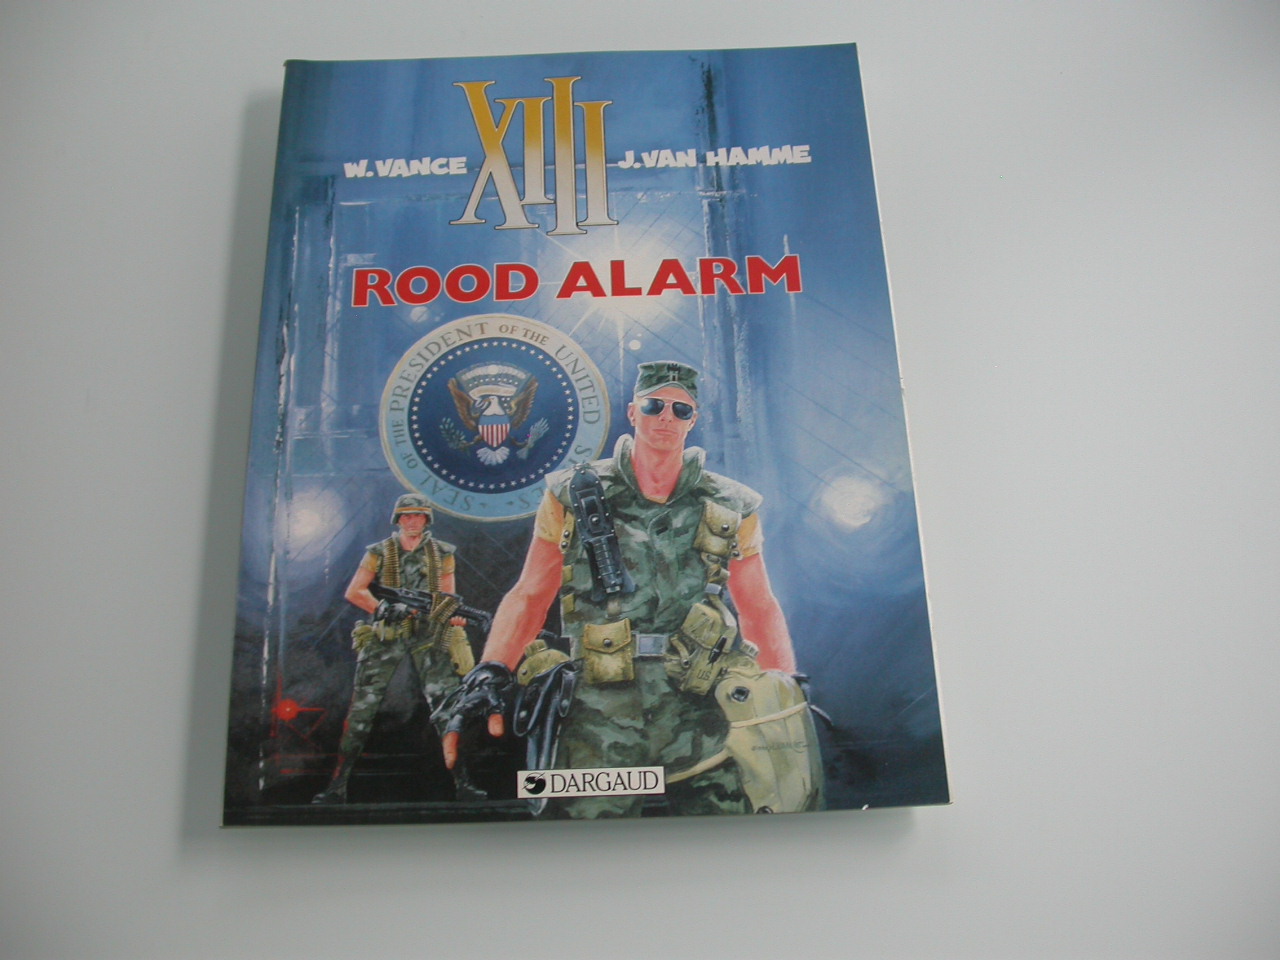 XIII
W. VANCE
J. VAN HAMME
ROOD ALARM
SEAL OF THE PRESIDENT OF THE UNITED STATES
U.S.
DARGAUD